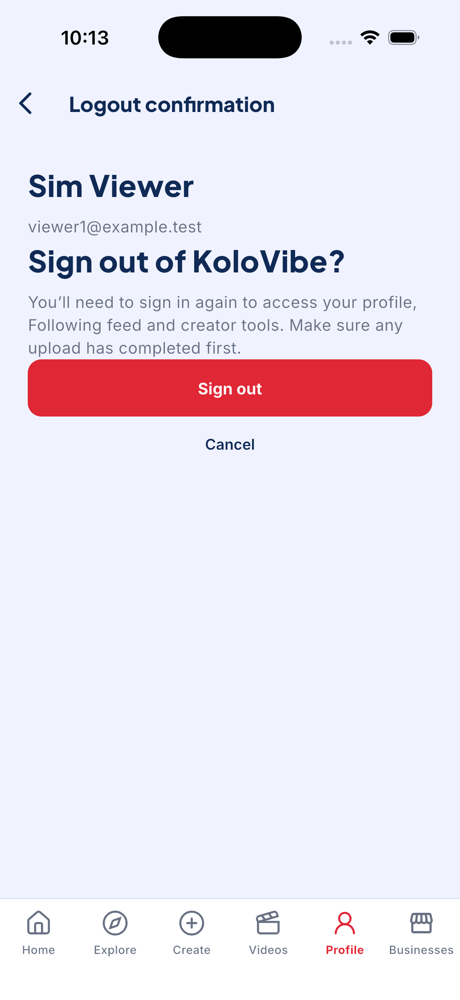 10:13
Logout confirmation
Sim Viewer
viewer1@example.test
Sign out of KoloVibe?
You’ll need to sign in again to access your profile,
Following feed and creator tools. Make sure any
upload has completed first.
Sign out
Cancel
Home
Explore
Create
Videos
Profile
Businesses